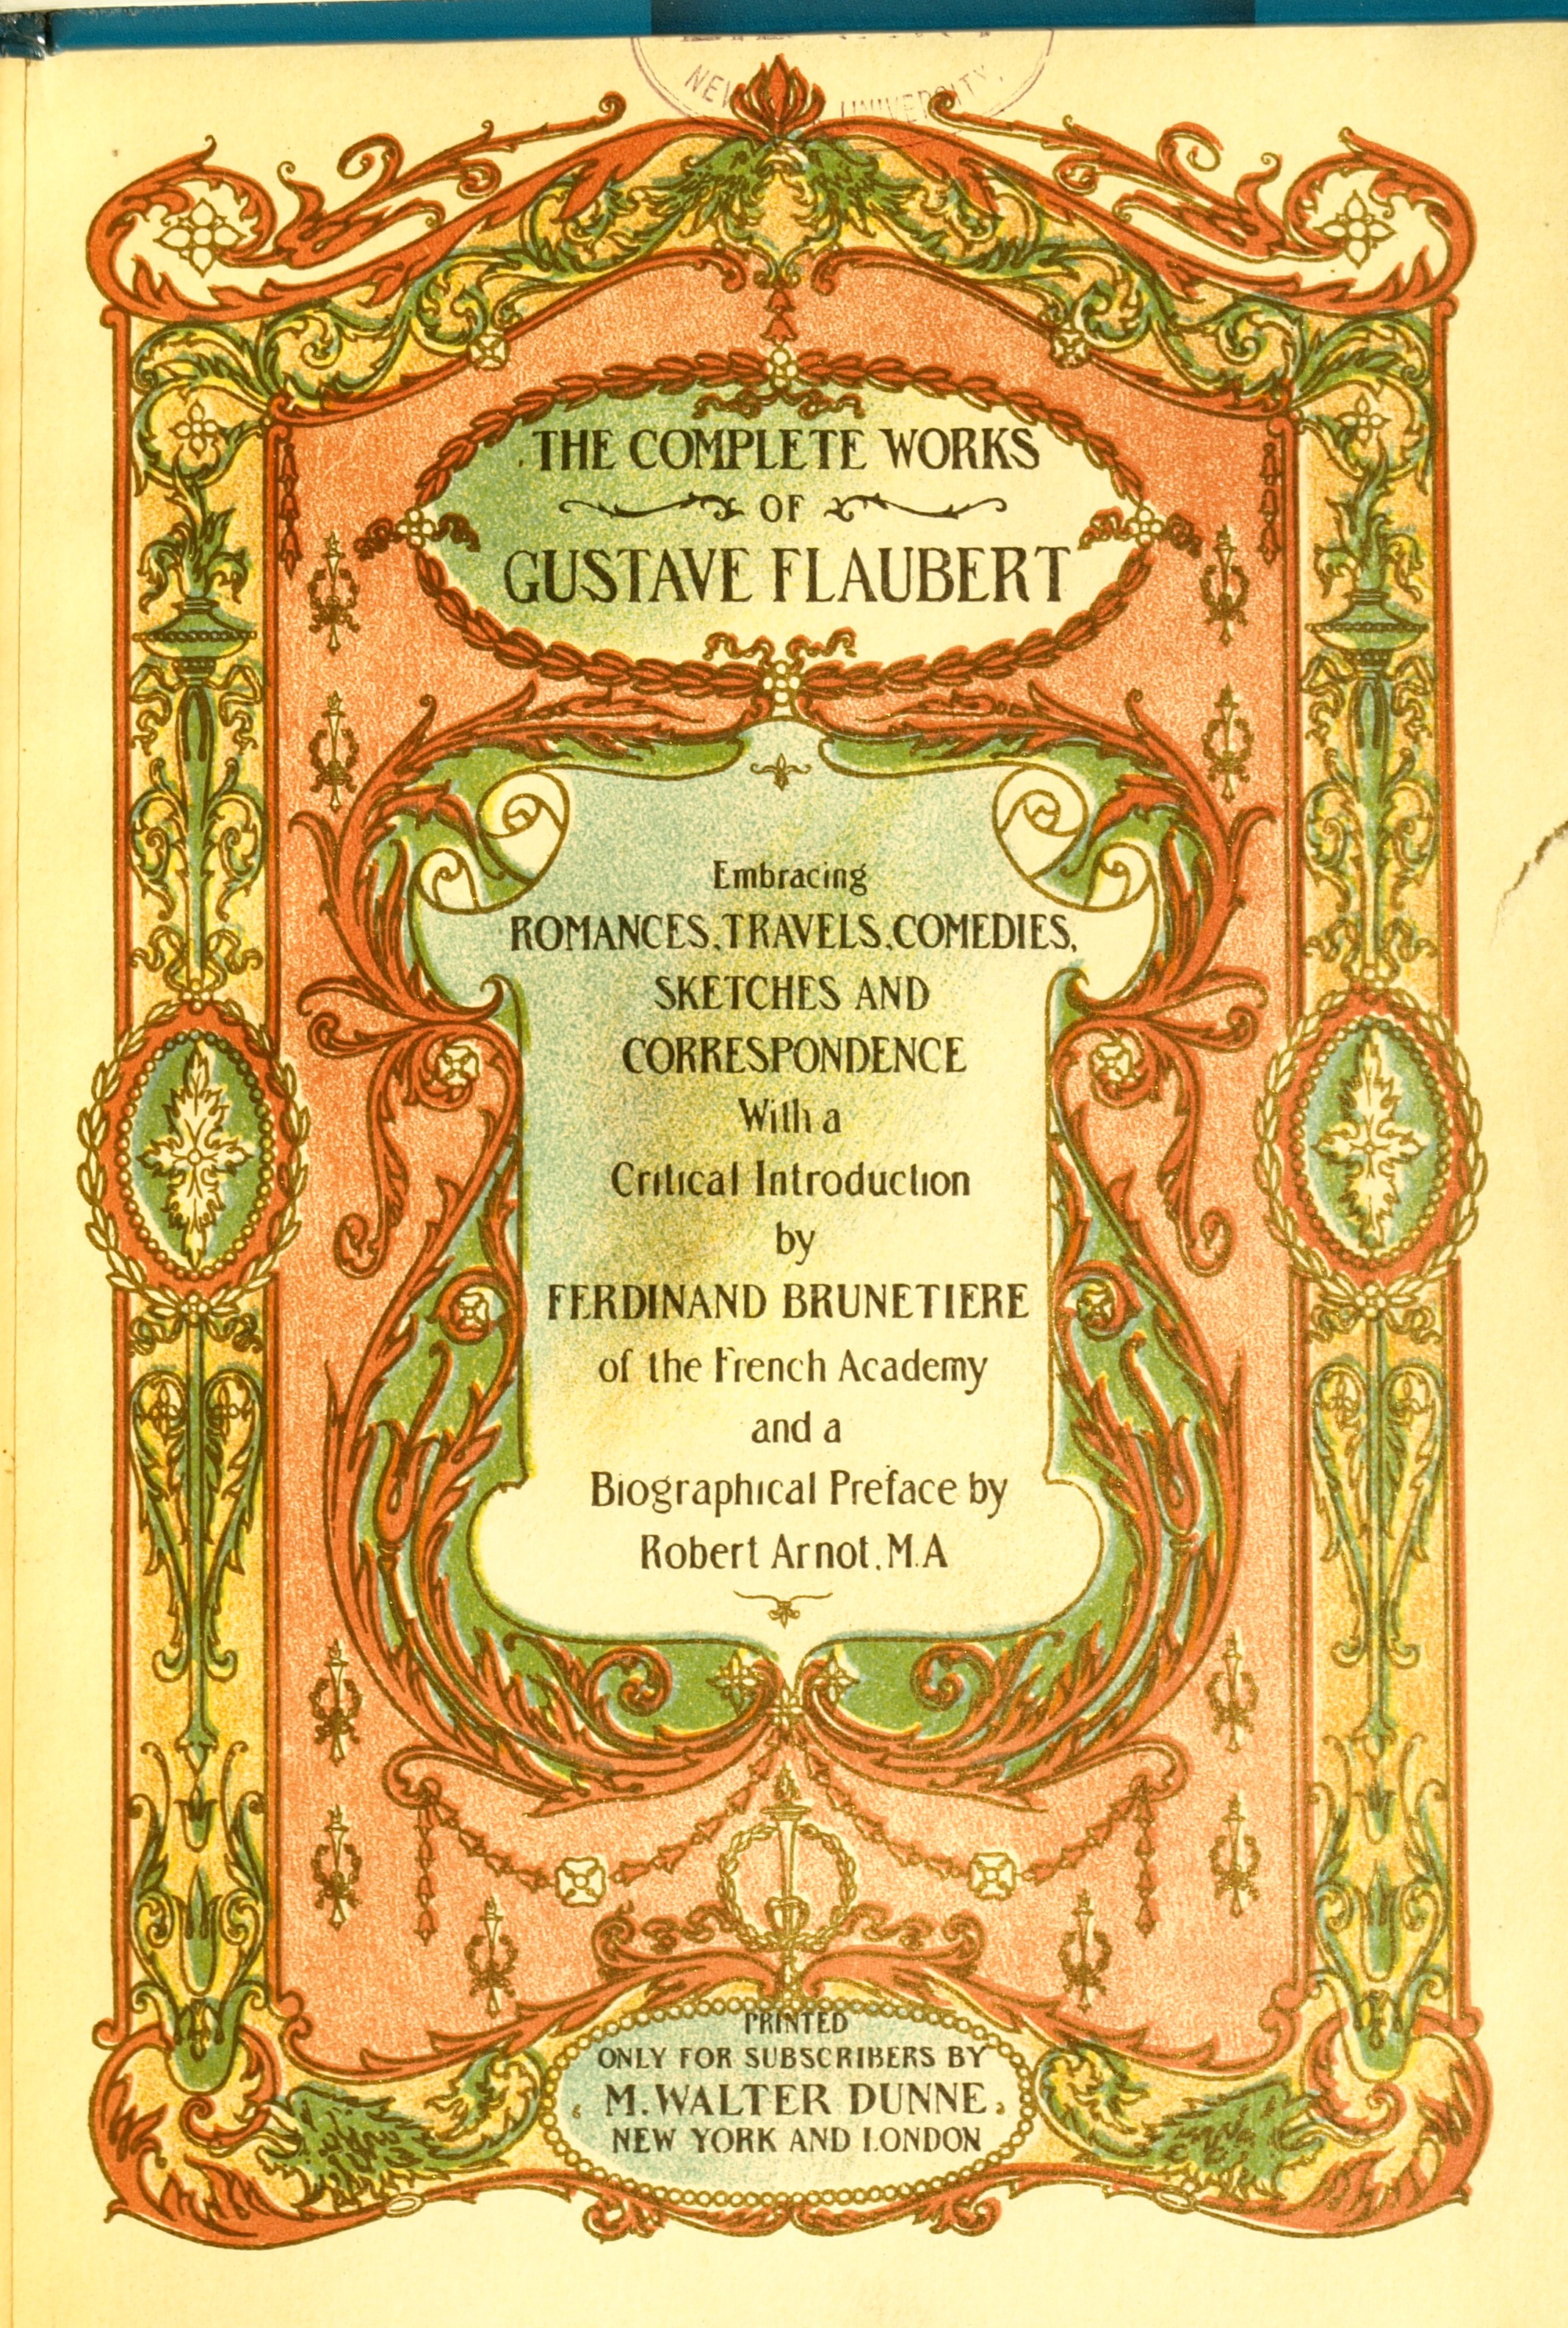 NEW UNIVERSITY.
THE COMPLETE WORKS
OF
GUSTAVE FLAUBERT
Embracing
ROMANCES, TRAVELS, COMEDIES,
SKETCHES AND
CORRESPONDENCE
With a
Critical Introduction
by
FERDINAND BRUNETIERE
of the French Academy
and a
Biographical Preface by
Robert Arnot, M.A
PRINTED
ONLY FOR SUBSCRIBERS BY
M. WALTER DUNNE,
NEW YORK AND LONDON